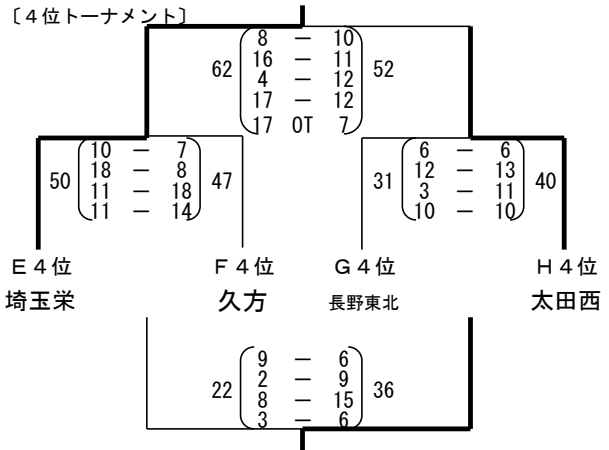 〔４位トーナメント〕
62 8 － 10 52
16 － 11
4 － 12
17 － 12
17 OT 7
50 10 － 7 47
18 － 8
11 － 18
11 － 14
31 6 － 6 40
12 － 13
3 － 11
10 － 10
Ｅ４位 Ｆ４位 Ｇ４位 Ｈ４位
埼玉栄 久方 長野東北 太田西
22 9 － 6 36
2 － 9
8 － 15
3 － 6